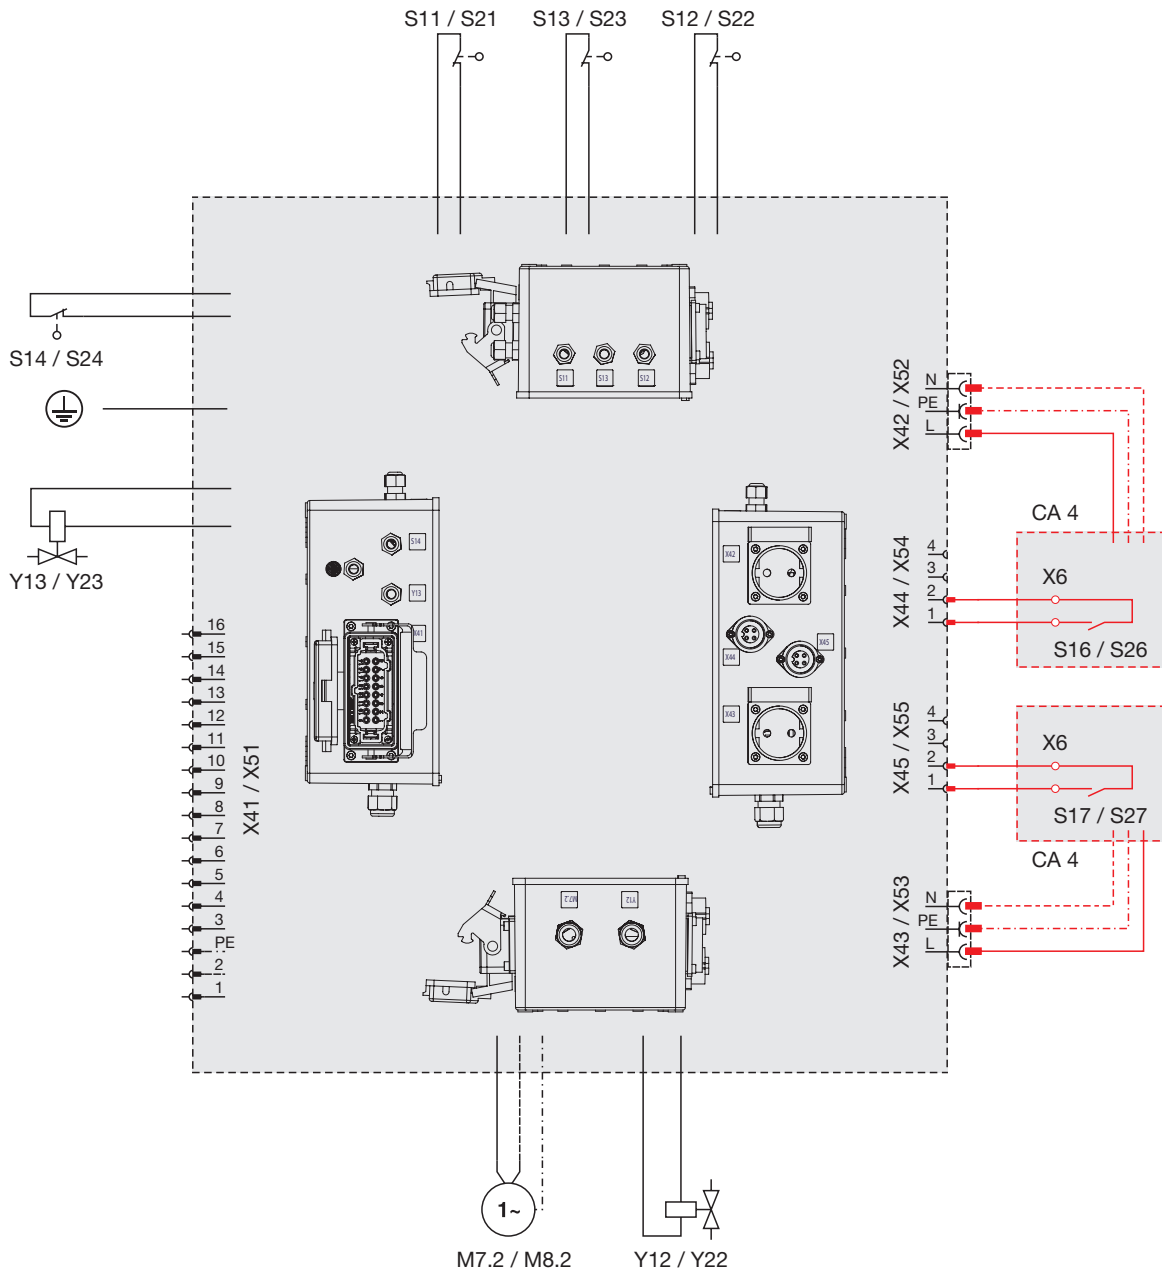 S11 / S21
S13 / S23
S12 / S22
S14 / S24
Y13 / Y23
S11
S13
S12
X42 / X52
N
PE
L
CA 4
X6
S16 / S26
X44 / X54
4
3
2
1
S14
Y13
X41
X42
X44
X45
X43
X41 / X51
16
15
14
13
12
11
10
9
8
7
6
5
4
3
PE
2
1
X45 / X55
4
3
2
1
X6
S17 / S27
CA 4
X43 / X53
N
PE
L
M7.2
Y12
1~
M7.2 / M8.2
Y12 / Y22